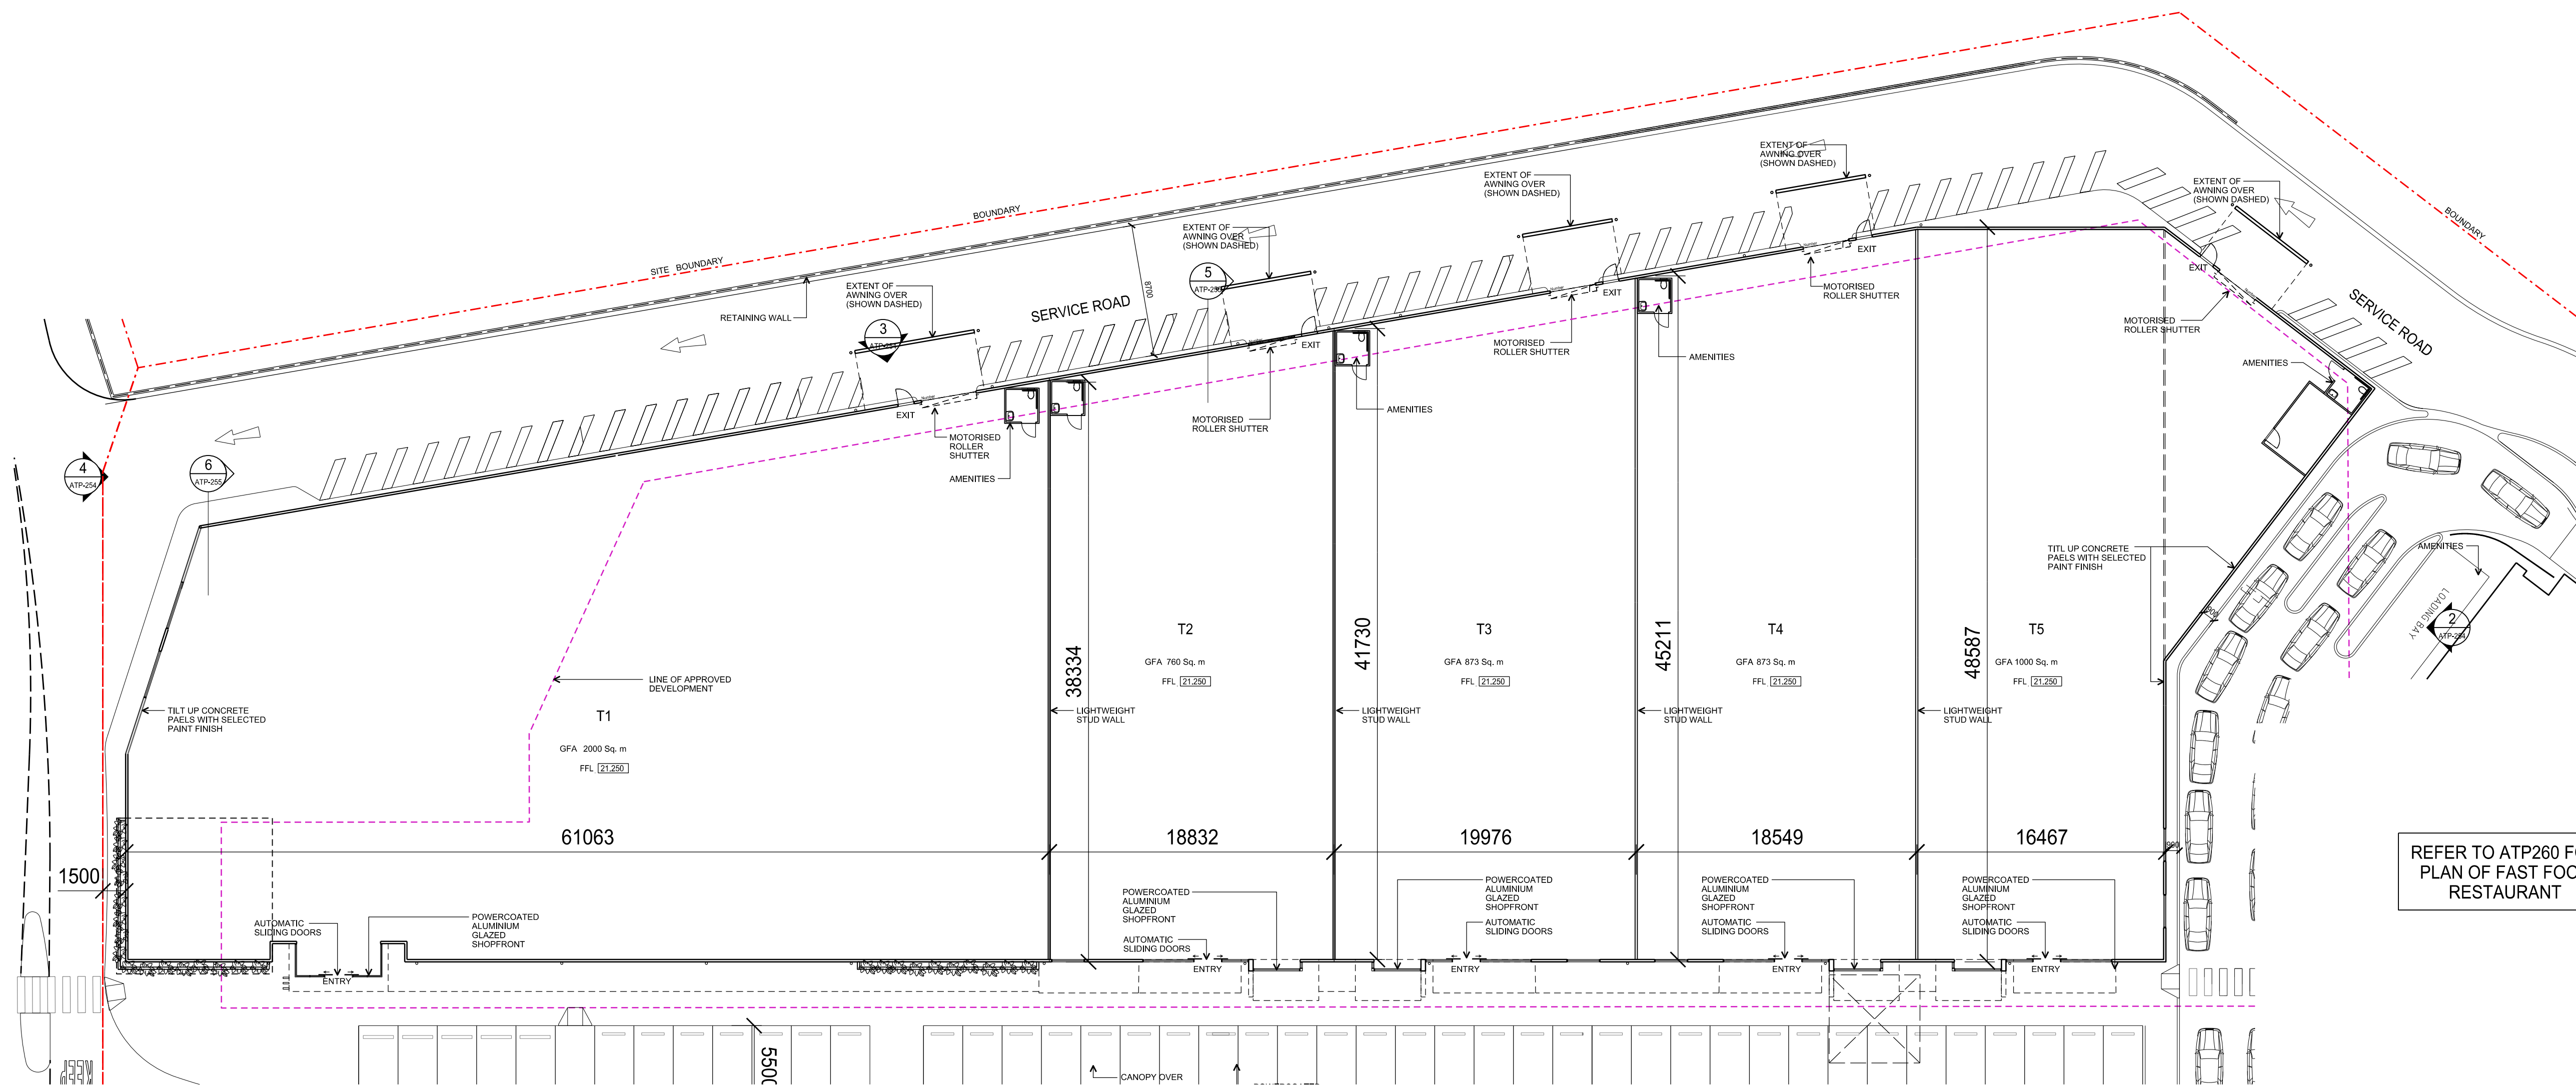 BOUNDARY
SITE BOUNDARY
BOUNDARY
RETAINING WALL
SERVICE ROAD
8700
SERVICE ROAD
EXTENT OF
AWNING OVER
(SHOWN DASHED)
EXTENT OF
AWNING OVER
(SHOWN DASHED)
EXTENT OF
AWNING OVER
(SHOWN DASHED)
EXTENT OF
AWNING OVER
(SHOWN DASHED)
EXTENT OF
AWNING OVER
(SHOWN DASHED)
3
5
6
ATP-255
4
ATP-254
2
EXIT
EXIT
EXIT
EXIT
EXIT
MOTORISED
ROLLER
SHUTTER
MOTORISED
ROLLER SHUTTER
MOTORISED
ROLLER SHUTTER
MOTORISED
ROLLER SHUTTER
MOTORISED
ROLLER SHUTTER
AMENITIES
AMENITIES
AMENITIES
AMENITIES
AMENITIES
LOADING BAY
TILT UP CONCRETE
PAELS WITH SELECTED
PAINT FINISH
LINE OF APPROVED
DEVELOPMENT
TITL UP CONCRETE
PAELS WITH SELECTED
PAINT FINISH
T1
GFA 2000 Sq. m
FFL 21,250
T2
GFA 760 Sq. m
FFL 21,250
T3
GFA 873 Sq. m
FFL 21,250
T4
GFA 873 Sq. m
FFL 21,250
T5
GFA 1000 Sq. m
FFL 21,250
38334
41730
45211
48587
900
LIGHTWEIGHT
STUD WALL
LIGHTWEIGHT
STUD WALL
LIGHTWEIGHT
STUD WALL
LIGHTWEIGHT
STUD WALL
61063
18832
19976
18549
16467
900
1500
AUTOMATIC
SLIDING DOORS
POWERCOATED
ALUMINIUM
GLAZED
SHOPFRONT
POWERCOATED
ALUMINIUM
GLAZED
SHOPFRONT
AUTOMATIC
SLIDING DOORS
POWERCOATED
ALUMINIUM
GLAZED
SHOPFRONT
AUTOMATIC
SLIDING DOORS
POWERCOATED
ALUMINIUM
GLAZED
SHOPFRONT
AUTOMATIC
SLIDING DOORS
POWERCOATED
ALUMINIUM
GLAZED
SHOPFRONT
AUTOMATIC
SLIDING DOORS
ENTRY
ENTRY
ENTRY
ENTRY
ENTRY
REFER TO ATP260
PLAN OF FAST
RESTAURANT
KEEP
5500
CANOPY OVER